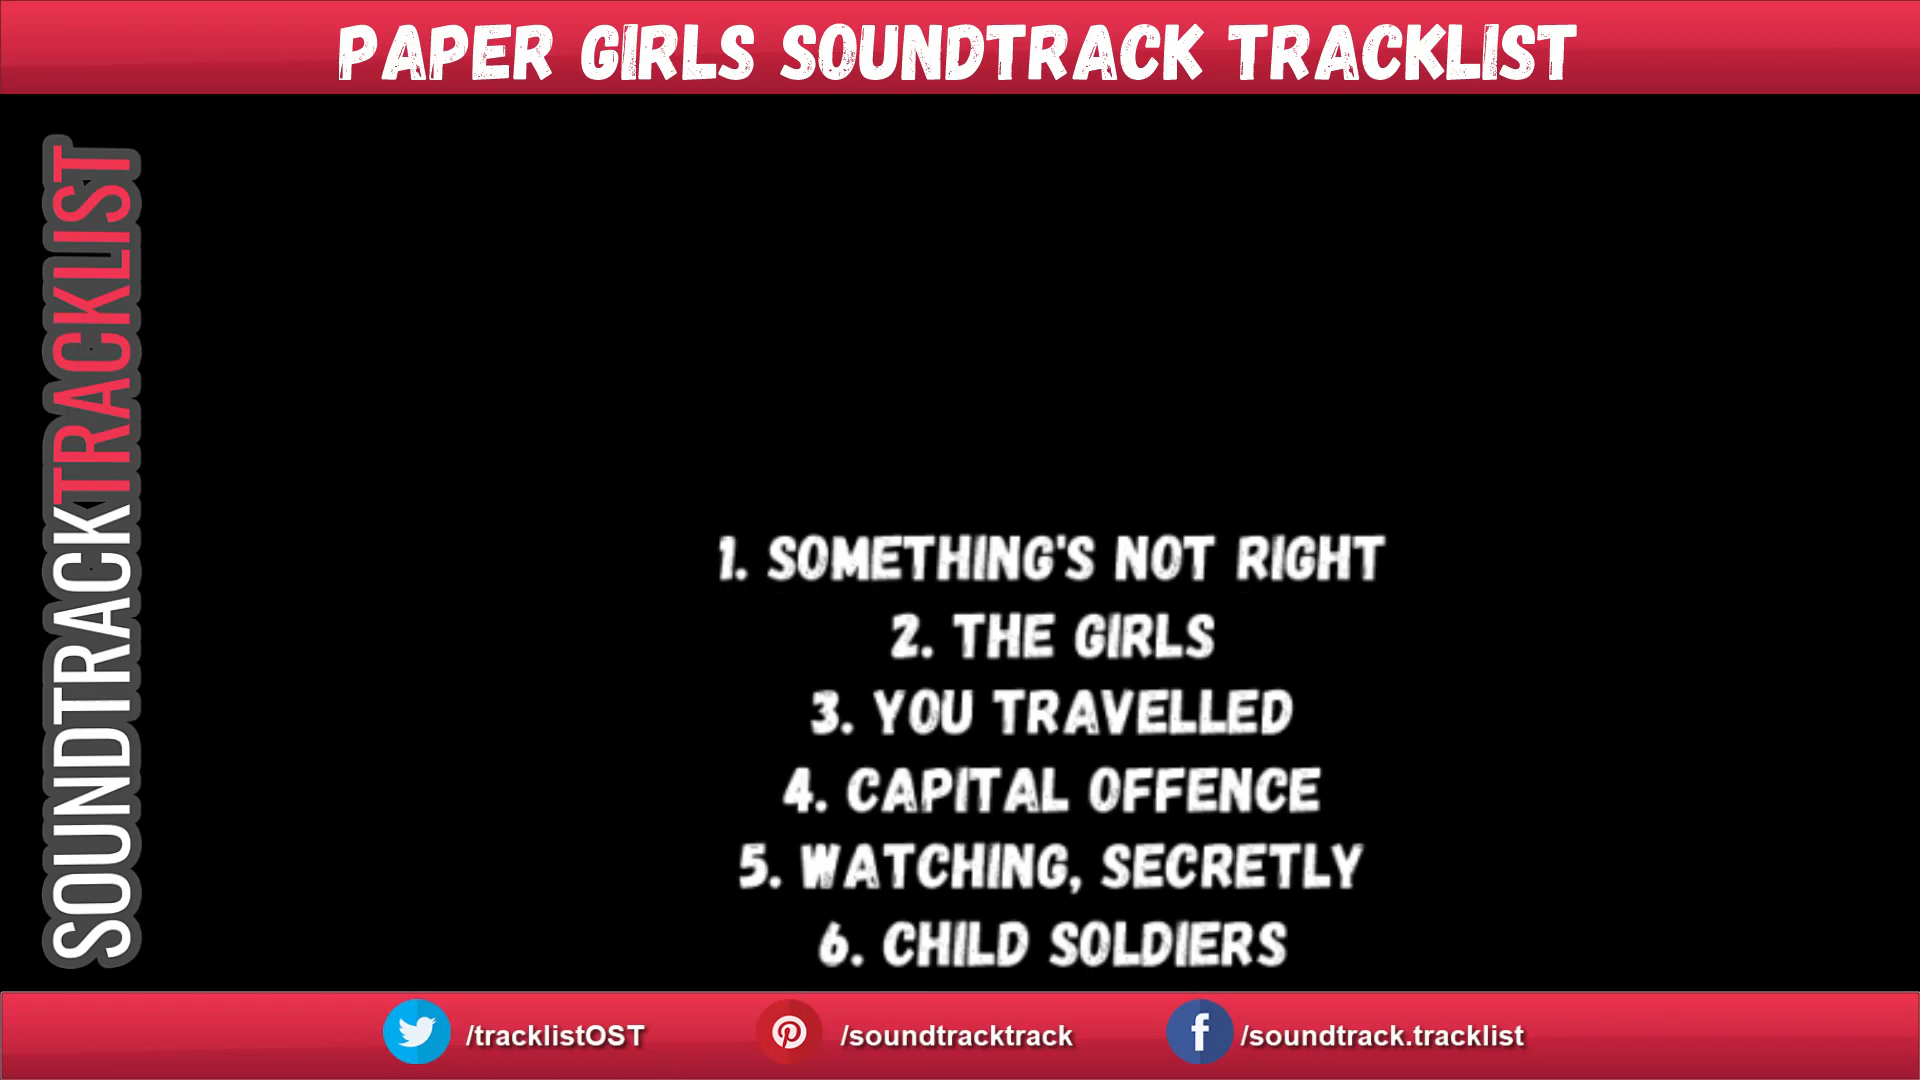 PAPER GIRLS SOUNDTRACK TRACKLIST
SOUNDTRACKTRACKLIST
1. SOMETHING'S NOT RIGHT
2. THE GIRLS
3. YOU TRAVELLED
4. CAPITAL OFFENCE
5. WATCHING, SECRETLY
6. CHILD SOLDIERS
/tracklistOST
/soundtracktrack
/soundtrack.tracklist